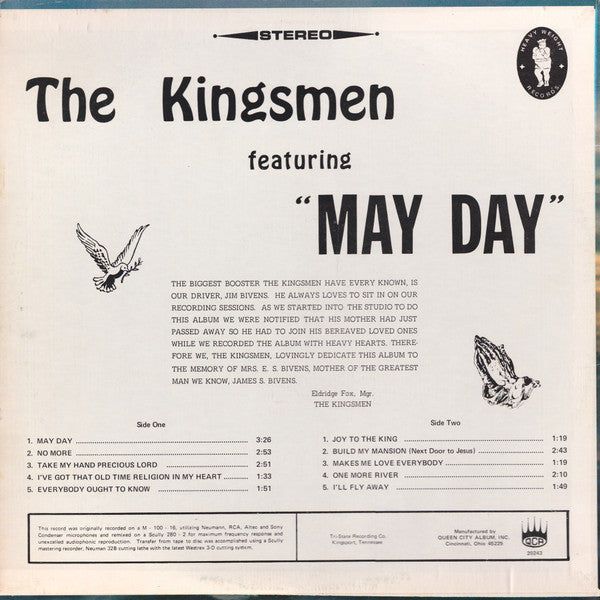 STEREO
HEAVY WEIGHT
RECORDS
The Kingsmen
featuring
"MAY DAY"
THE BIGGEST BOOSTER THE KINGSMEN HAVE EVERY KNOWN, IS
OUR DRIVER, JIM BIVENS. HE ALWAYS LOVES TO SIT IN ON OUR
RECORDING SESSIONS. AS WE STARTED INTO THE STUDIO TO DO
THIS ALBUM WE WERE NOTIFIED THAT HIS MOTHER HAD JUST
PASSED AWAY SO HE HAD TO JOIN HIS BEREAVED LOVED ONES
WHILE WE RECORDED THE ALBUM WITH HEAVY HEARTS. THERE-
FORE WE, THE KINGSMEN, LOVINGLY DEDICATE THIS ALBUM TO
THE MEMORY OF MRS. E. S. BIVENS, MOTHER OF THE GREATEST
MAN WE KNOW, JAMES S. BIVENS.
Eldridge Fox, Mgr.
THE KINGSMEN
Side One
1. MAY DAY 3:26
2. NO MORE 2:53
3. TAKE MY HAND PRECIOUS LORD 2:51
4. I'VE GOT THAT OLD TIME RELIGION IN MY HEART 1:33
5. EVERYBODY OUGHT TO KNOW 1:51
Side Two
1. JOY TO THE KING 1:19
2. BUILD MY MANSION (Next Door to Jesus) 2:43
3. MAKES ME LOVE EVERYBODY 1:19
4. ONE MORE RIVER 2:10
5. I'LL FLY AWAY 1:49
This record was originally recorded on a M - 100 - 16, utilizing Neumann, RCA, Altec and Sony
Condenser microphones and remixed on a Scully 280 - 2 for maximum frequency response and
unexcelled audiophonic reproduction. Transfer from tape to disc was accomplished using a Scully
mastering recorder, Neuman 32B cutting lathe with the latest Westrex 3-D cutting system.
Tri-State Recording Co.
Kingsport, Tennessee
Manufactured by
QUEEN CITY ALBUM, INC.
Cincinnati, Ohio 45225
QCA
20243